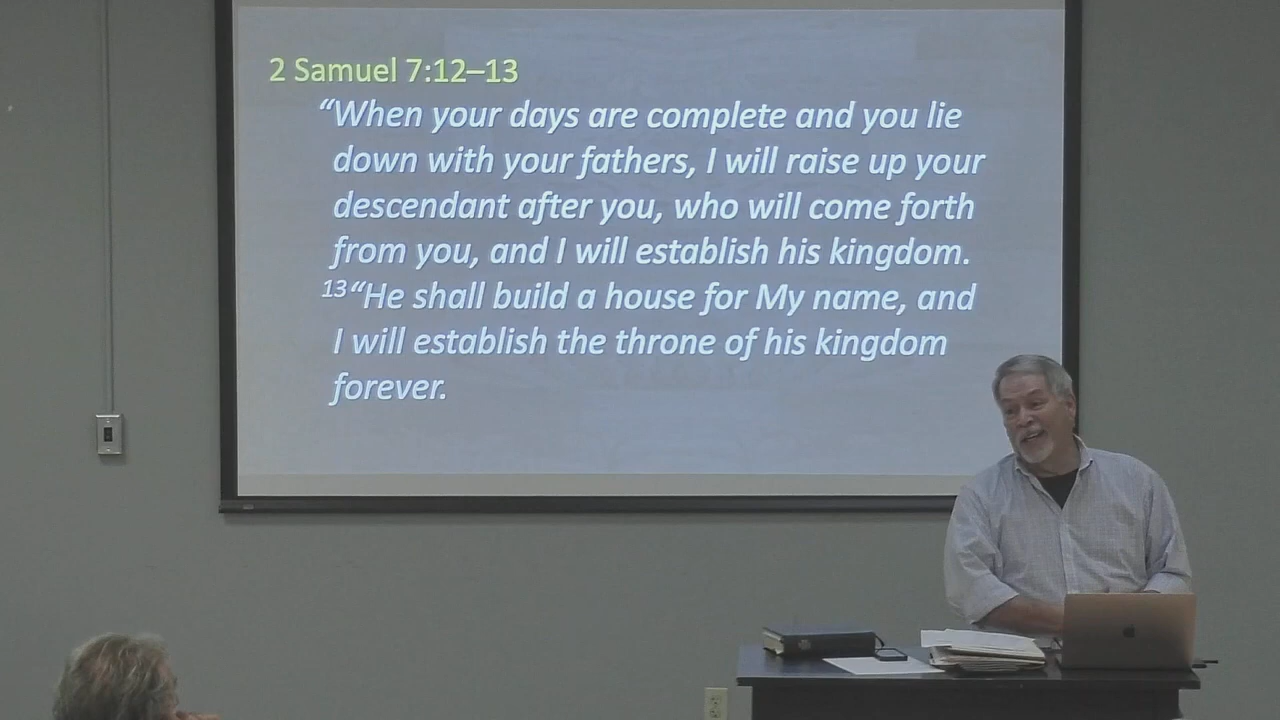 2 Samuel 7:12–13
“When your days are complete and you lie
down with your fathers, I will raise up your
descendant after you, who will come forth
from you, and I will establish his kingdom.
13“He shall build a house for My name, and
I will establish the throne of his kingdom
forever.